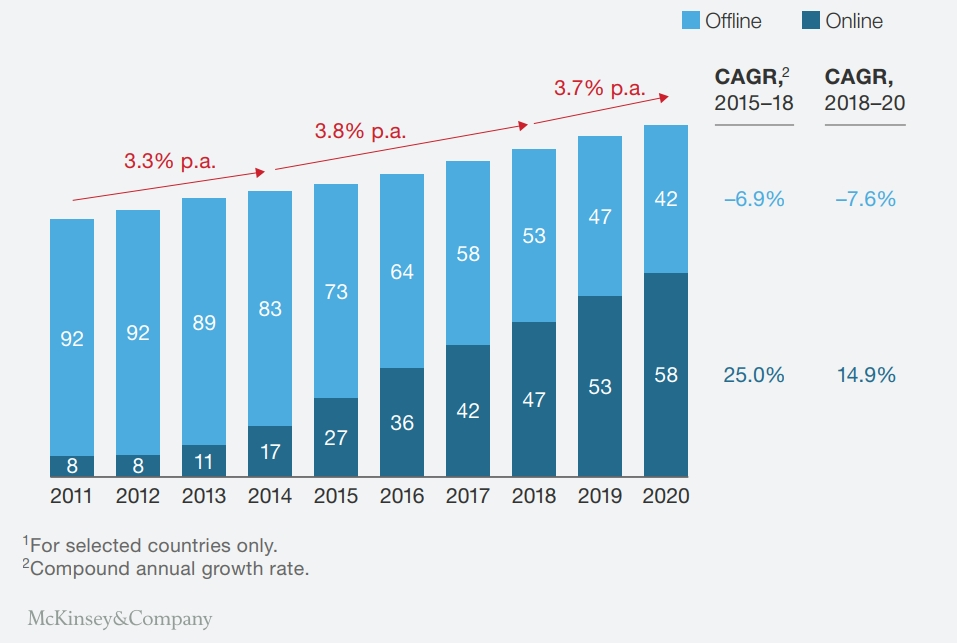 Offline Online
CAGR,² CAGR,
2015–18 2018–20
3.7% p.a.
3.8% p.a.
3.3% p.a.
–6.9% –7.6%
25.0% 14.9%
92 92 89 83 73 64 58 53 47 42
8 8 11 17 27 36 42 47 53 58
2011 2012 2013 2014 2015 2016 2017 2018 2019 2020
¹For selected countries only.
²Compound annual growth rate.
McKinsey&Company